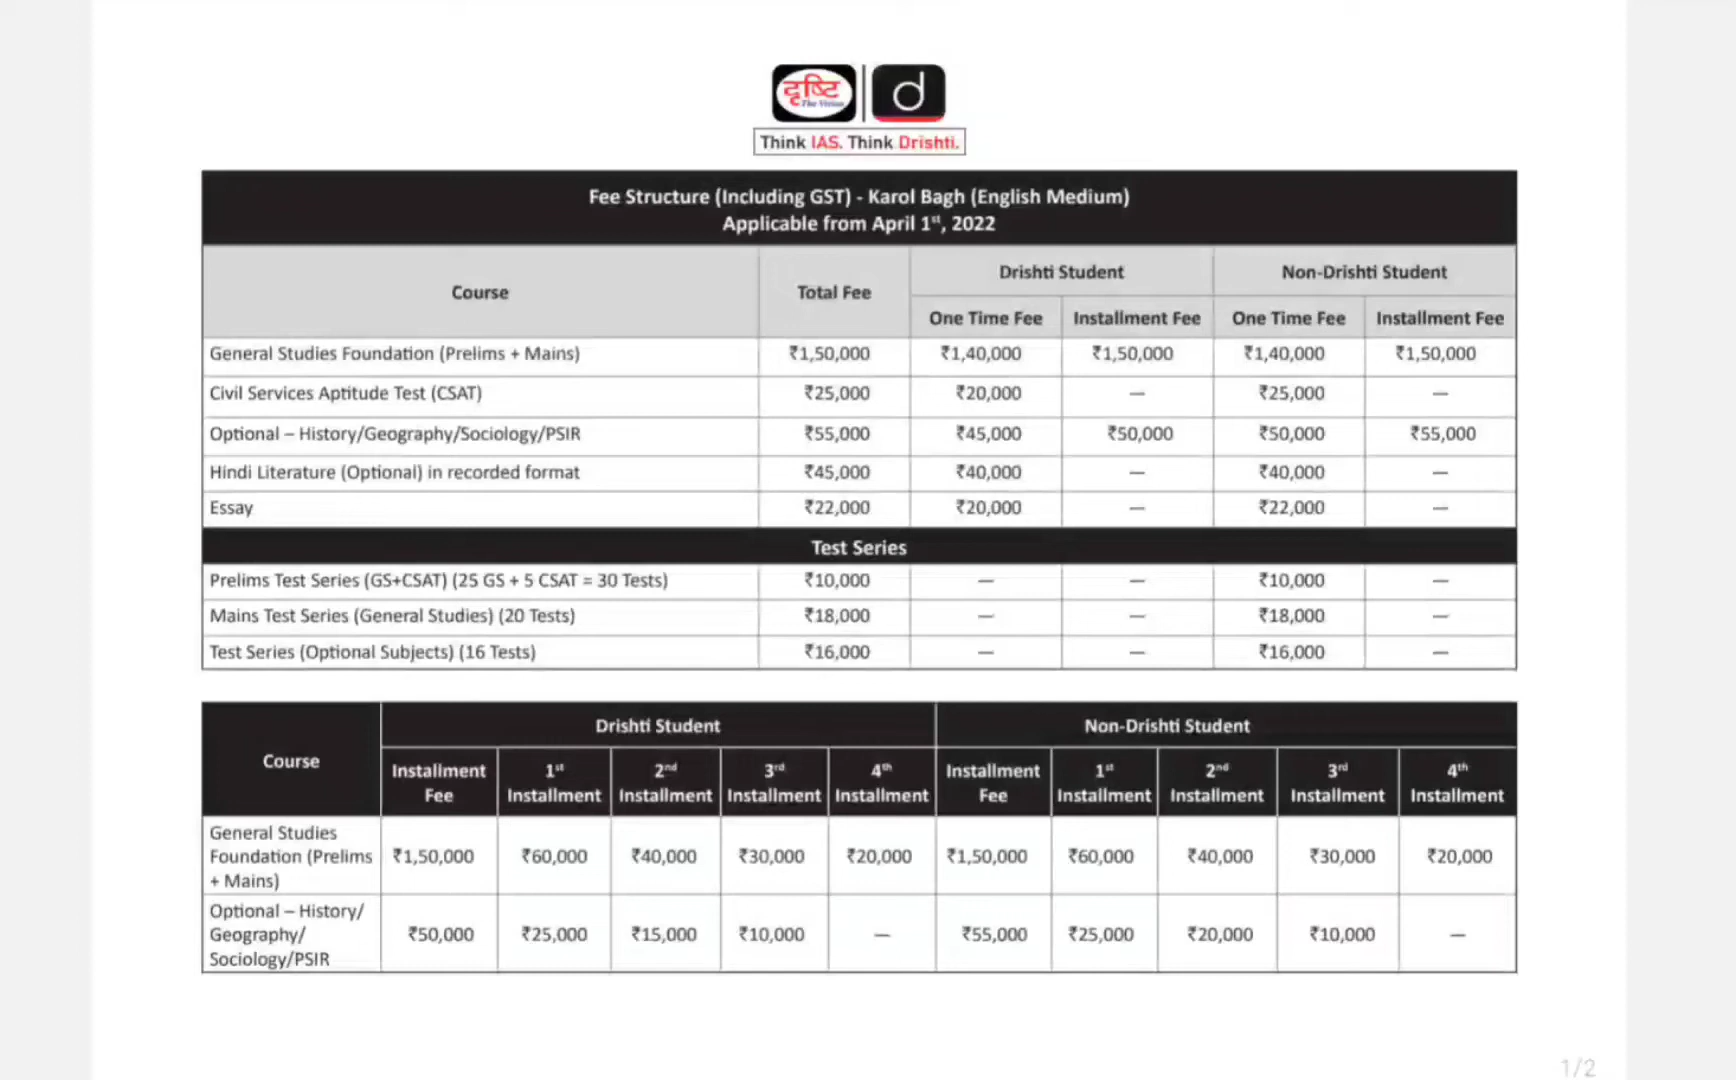 दृष्टि
The Vision
d
Think IAS. Think Drishti.
Fee Structure (Including GST) - Karol Bagh (English Medium)
Applicable from April 1st, 2022
Course Total Fee Drishti Student Non-Drishti Student
One Time Fee Installment Fee One Time Fee Installment Fee
General Studies Foundation (Prelims + Mains) ₹1,50,000 ₹1,40,000 ₹1,50,000 ₹1,40,000 ₹1,50,000
Civil Services Aptitude Test (CSAT) ₹25,000 ₹20,000 — ₹25,000 —
Optional – History/Geography/Sociology/PSIR ₹55,000 ₹45,000 ₹50,000 ₹50,000 ₹55,000
Hindi Literature (Optional) in recorded format ₹45,000 ₹40,000 — ₹40,000 —
Essay ₹22,000 ₹20,000 — ₹22,000 —
Test Series
Prelims Test Series (GS+CSAT) (25 GS + 5 CSAT = 30 Tests) ₹10,000 — — ₹10,000 —
Mains Test Series (General Studies) (20 Tests) ₹18,000 — — ₹18,000 —
Test Series (Optional Subjects) (16 Tests) ₹16,000 — — ₹16,000 —
Course Drishti Student Non-Drishti Student
Installment Fee 1st Installment 2nd Installment 3rd Installment 4th Installment Installment Fee 1st Installment 2nd Installment 3rd Installment 4th Installment
General Studies
Foundation (Prelims ₹1,50,000 ₹60,000 ₹40,000 ₹30,000 ₹20,000 ₹1,50,000 ₹60,000 ₹40,000 ₹30,000 ₹20,000
+ Mains)
Optional – History/
Geography/ ₹50,000 ₹25,000 ₹15,000 ₹10,000 — ₹55,000 ₹25,000 ₹20,000 ₹10,000 —
Sociology/PSIR
1/2